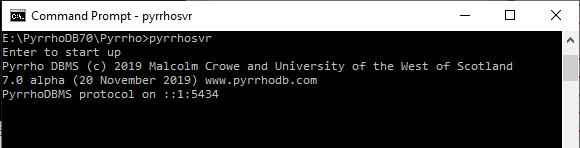 Command Prompt - pyrrhosvr
E:\PyrrhoDB70\Pyrrho>pyrrhosvr
Enter to start up
Pyrrho DBMS (c) 2019 Malcolm Crowe and University of the West of Scotland
7.0 alpha (20 November 2019) www.pyrrhodb.com
PyrrhoDBMS protocol on ::1:5434